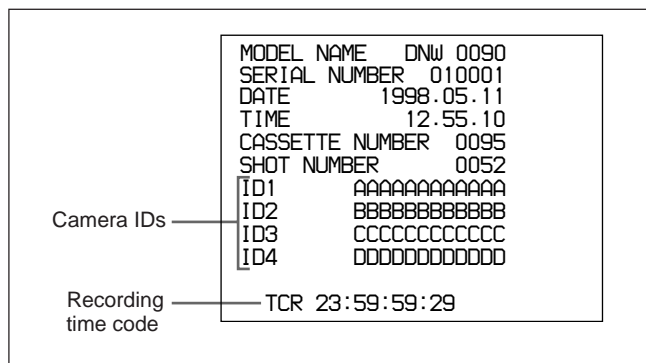 MODEL NAME DNW 0090
SERIAL NUMBER 010001
DATE 1998.05.11
TIME 12.55.10
CASSETTE NUMBER 0095
SHOT NUMBER 0052
ID1 AAAAAAAAAAAA
ID2 BBBBBBBBBBBB
ID3 CCCCCCCCCCCC
ID4 DDDDDDDDDDDD
Camera IDs
TCR 23:59:59:29
Recording
time code